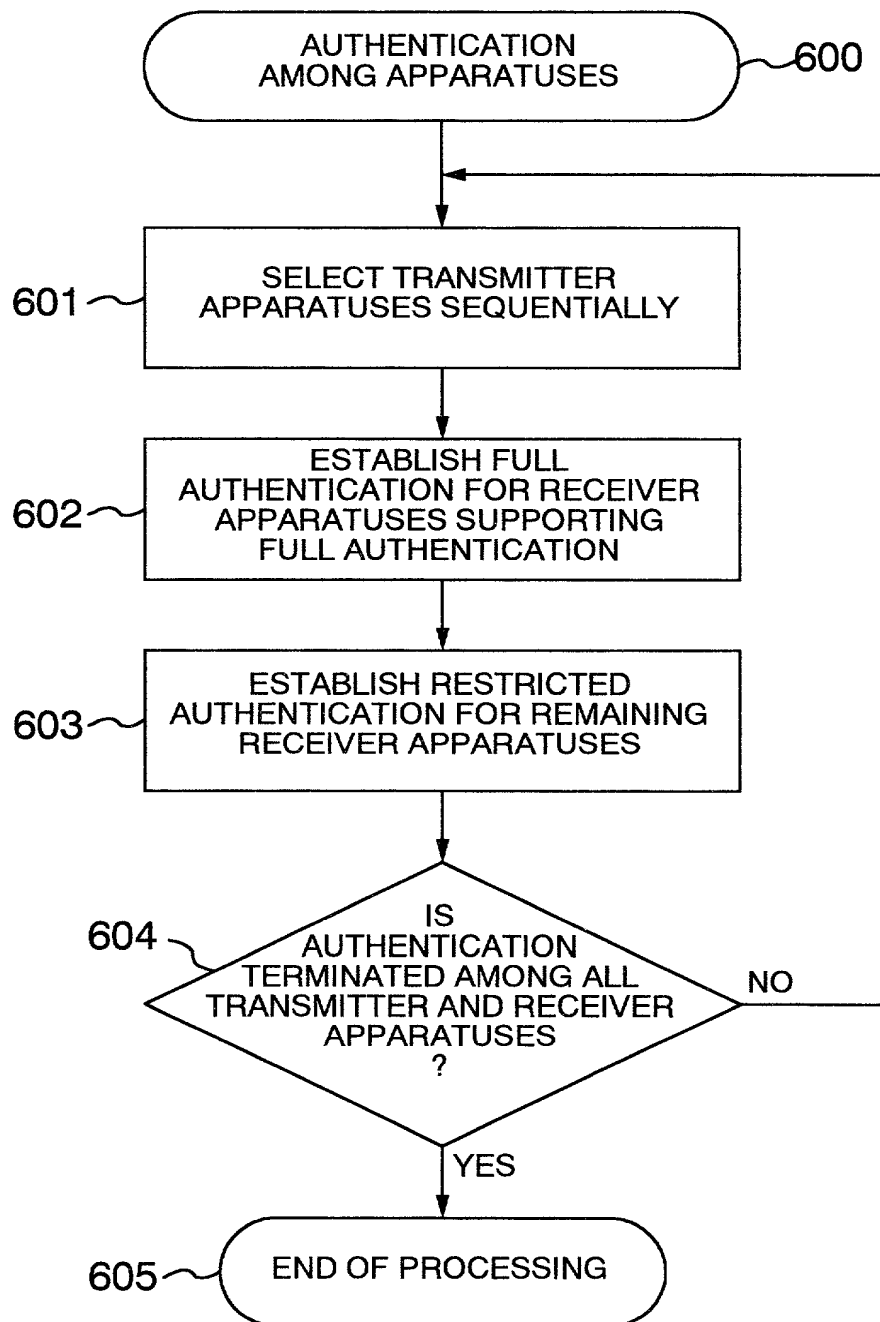 AUTHENTICATION
AMONG APPARATUSES
600
SELECT TRANSMITTER
APPARATUSES SEQUENTIALLY
601
ESTABLISH FULL
AUTHENTICATION FOR RECEIVER
APPARATUSES SUPPORTING
FULL AUTHENTICATION
602
ESTABLISH RESTRICTED
AUTHENTICATION FOR REMAINING
RECEIVER APPARATUSES
603
604
IS
AUTHENTICATION
TERMINATED AMONG ALL
TRANSMITTER AND RECEIVER
APPARATUSES
?
NO
YES
605
END OF PROCESSING